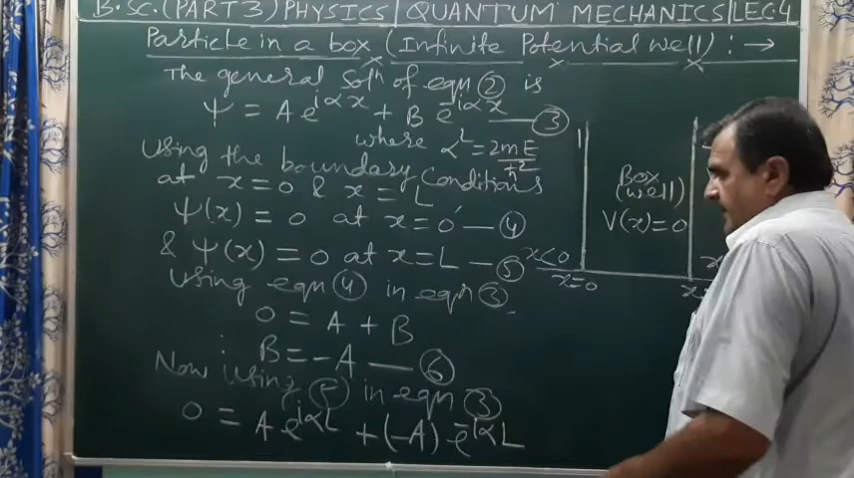 B.SC.(PART 3) PHYSICS | QUANTUM MECHANICS | LEC 4
Particle in a box (Infinite Potential well) : →
The general solⁿ of eqn ② is
Ψ = A e^{iαx} + B e^{-iαx} — ③
where α² = 2mE/ħ²
Using the boundary Conditions
at x=0 & x=L
Ψ(x) = 0 at x=0 — ④
& Ψ(x) = 0 at x=L — ⑤
using eqn ④ in eqn ③
0 = A + B
B = -A — ⑥
Now using ⑤ in eqn ③
0 = A e^{iαL} + (-A) e^{-iαL}
Box
(well)
V(x)=0
x<0
x=0